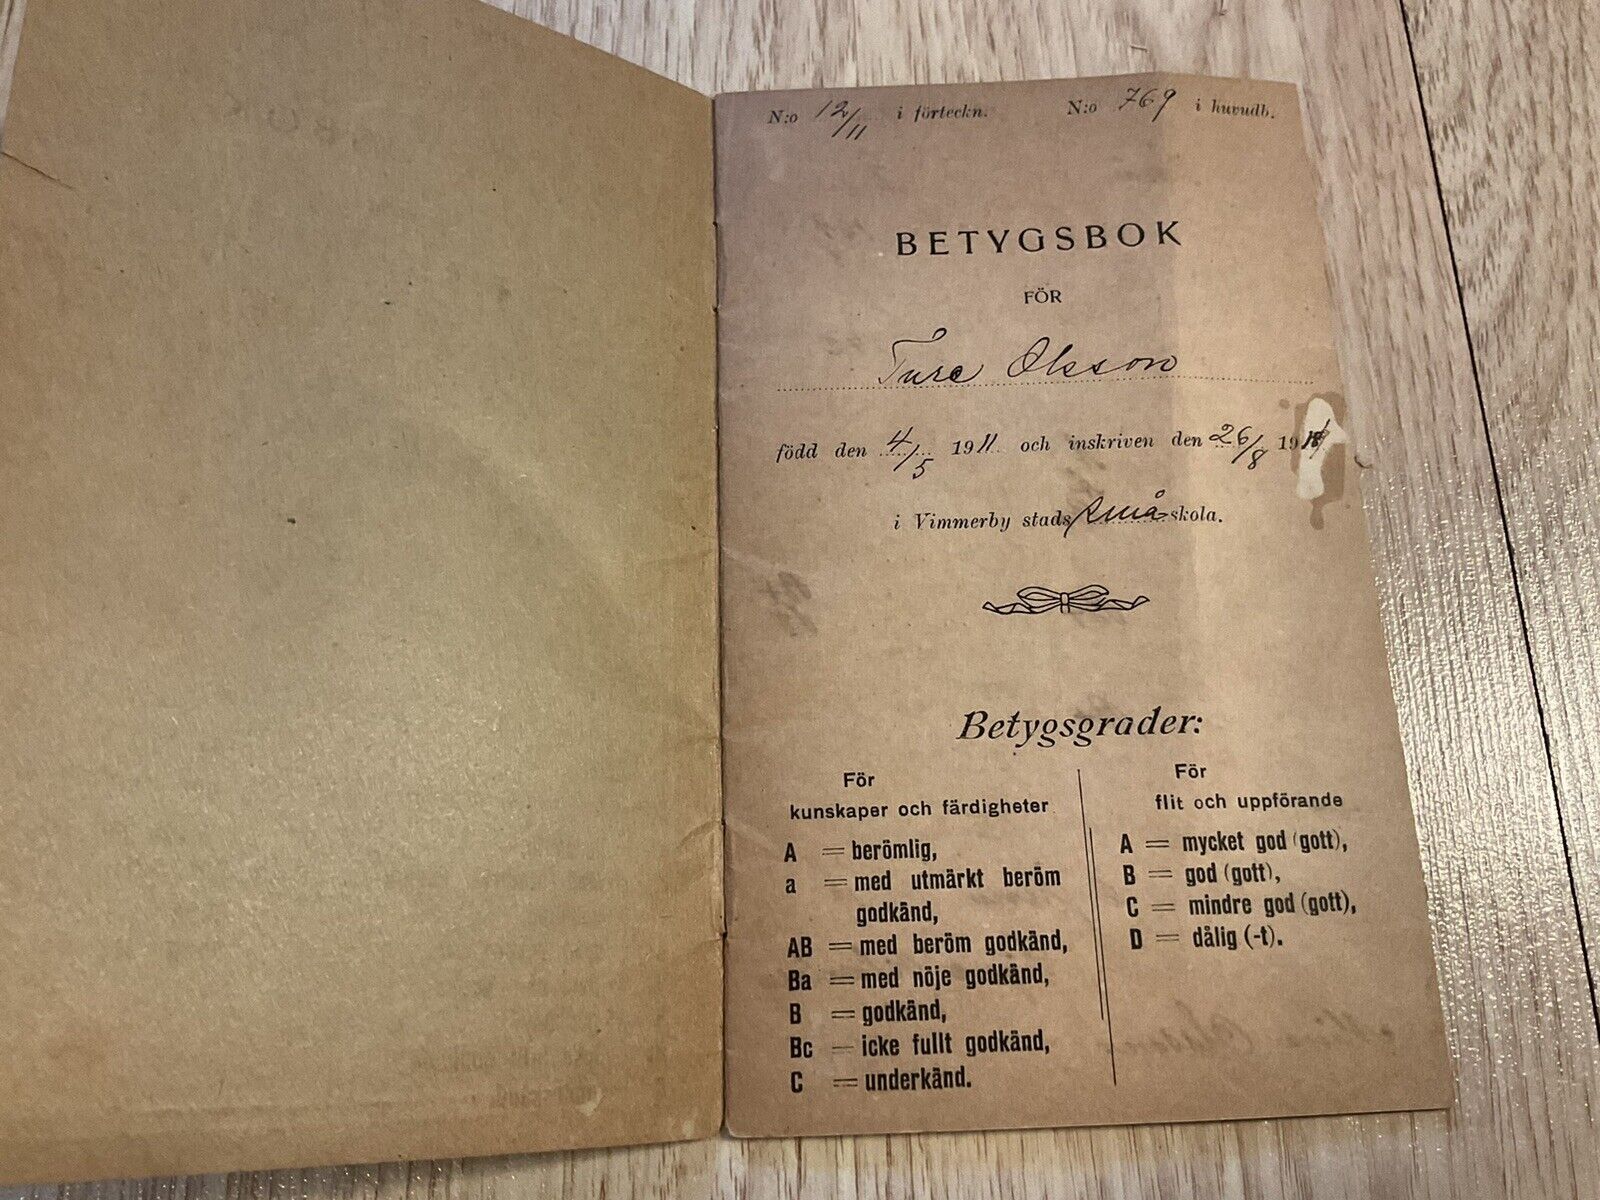 N:o 12/11 i förteckn. N:o 769 i huvudb.
BETYGSBOK
FÖR
Ture Olsson
född den 4/5 1911 och inskriven den 26/8 19
i Vimmerby stads små skola.
Betygsgrader:
För
kunskaper och färdigheter
A = berömlig,
a = med utmärkt beröm
godkänd,
AB = med beröm godkänd,
Ba = med nöje godkänd,
B = godkänd,
Bc = icke fullt godkänd,
C = underkänd.
För
flit och uppförande
A = mycket god (gott),
B = god (gott),
C = mindre god (gott),
D = dålig (-t).